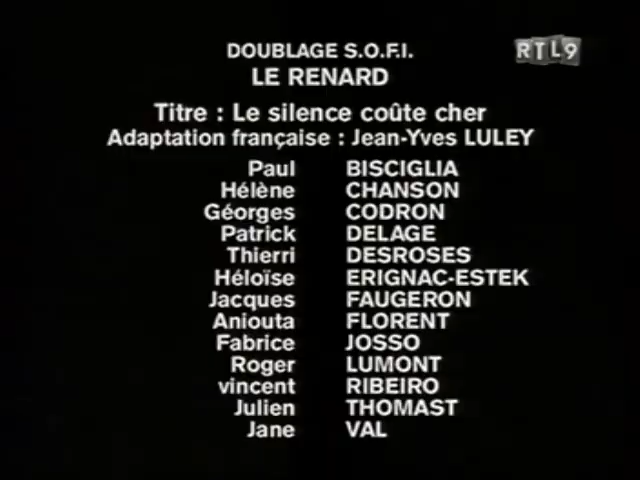 DOUBLAGE S.O.F.I.
RTL9
LE RENARD
Titre : Le silence coûte cher
Adaptation française : Jean-Yves LULEY
Paul BISCIGLIA
Hélène CHANSON
Géorges CODRON
Patrick DELAGE
Thierri DESROSES
Héloïse ERIGNAC-ESTEK
Jacques FAUGERON
Aniouta FLORENT
Fabrice JOSSO
Roger LUMONT
vincent RIBEIRO
Julien THOMAST
Jane VAL